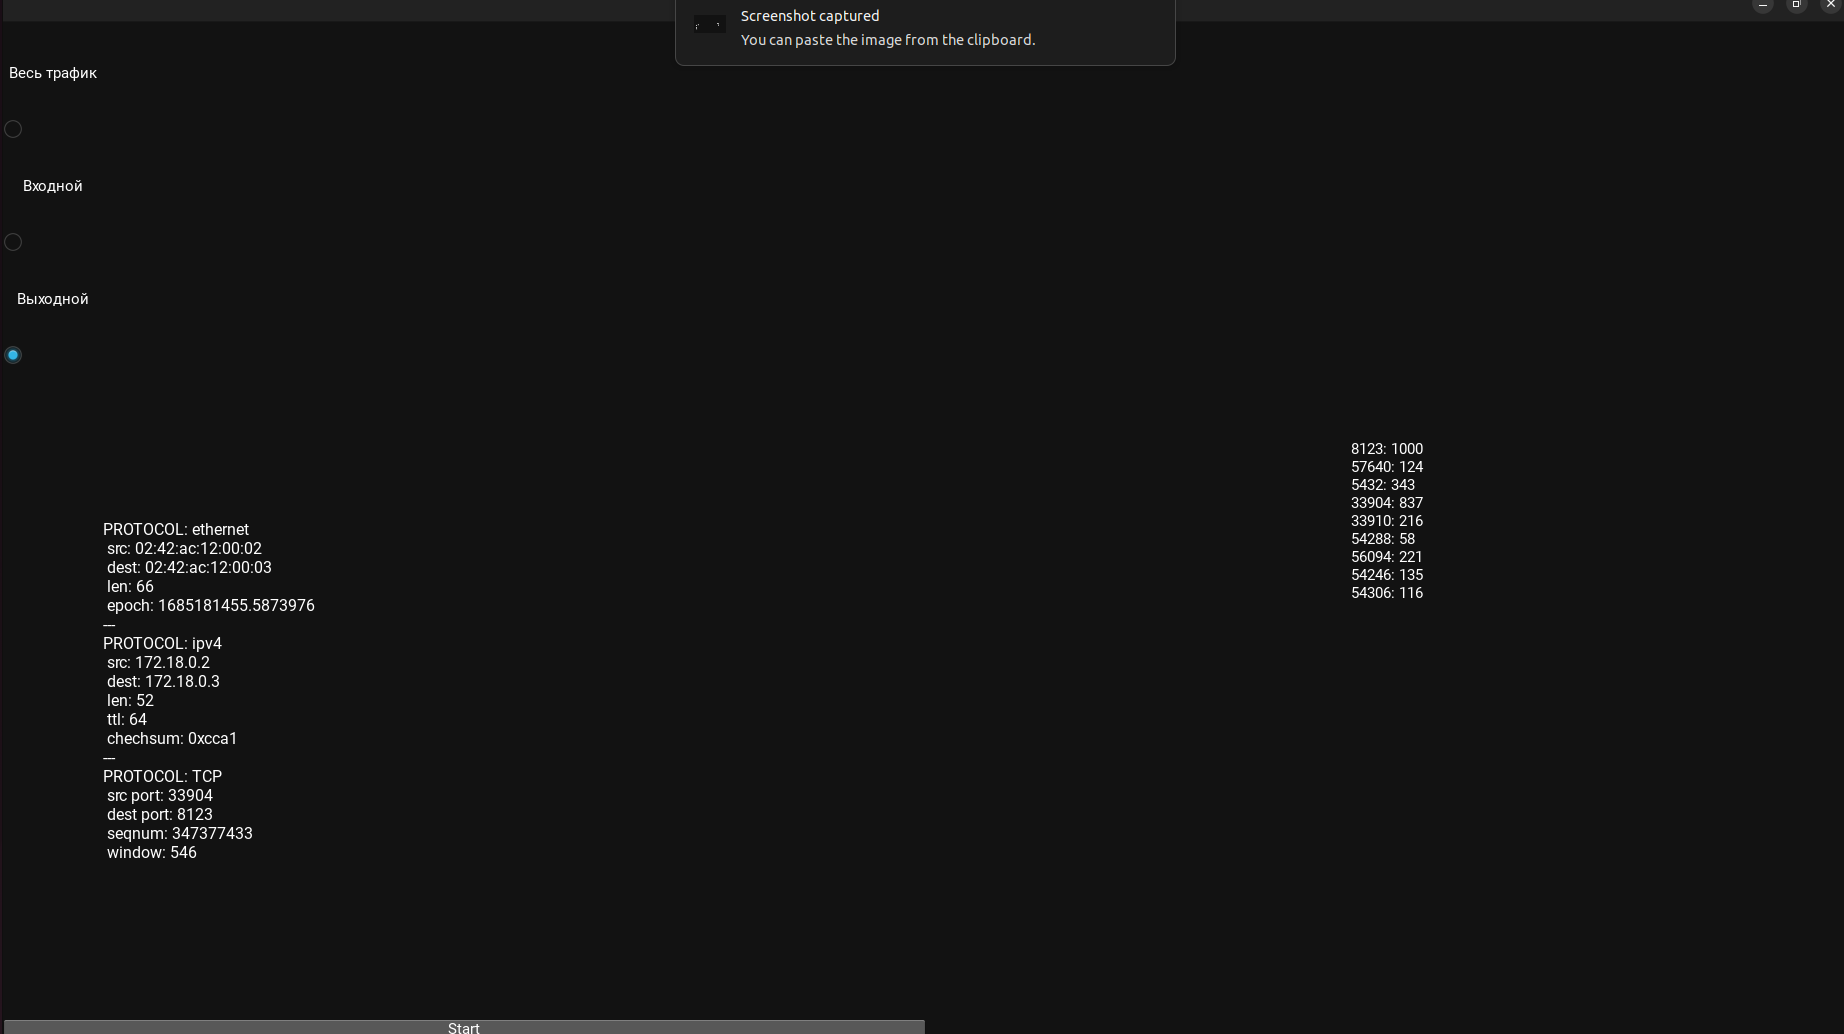 Screenshot captured
You can paste the image from the clipboard.
Весь трафик
Входной
Выходной
8123: 1000
57640: 124
5432: 343
33904: 837
33910: 216
54288: 58
56094: 221
54246: 135
54306: 116
PROTOCOL: ethernet
src: 02:42:ac:12:00:02
dest: 02:42:ac:12:00:03
len: 66
epoch: 1685181455.5873976
---
PROTOCOL: ipv4
src: 172.18.0.2
dest: 172.18.0.3
len: 52
ttl: 64
chechsum: 0xcca1
---
PROTOCOL: TCP
src port: 33904
dest port: 8123
seqnum: 347377433
window: 546
Start